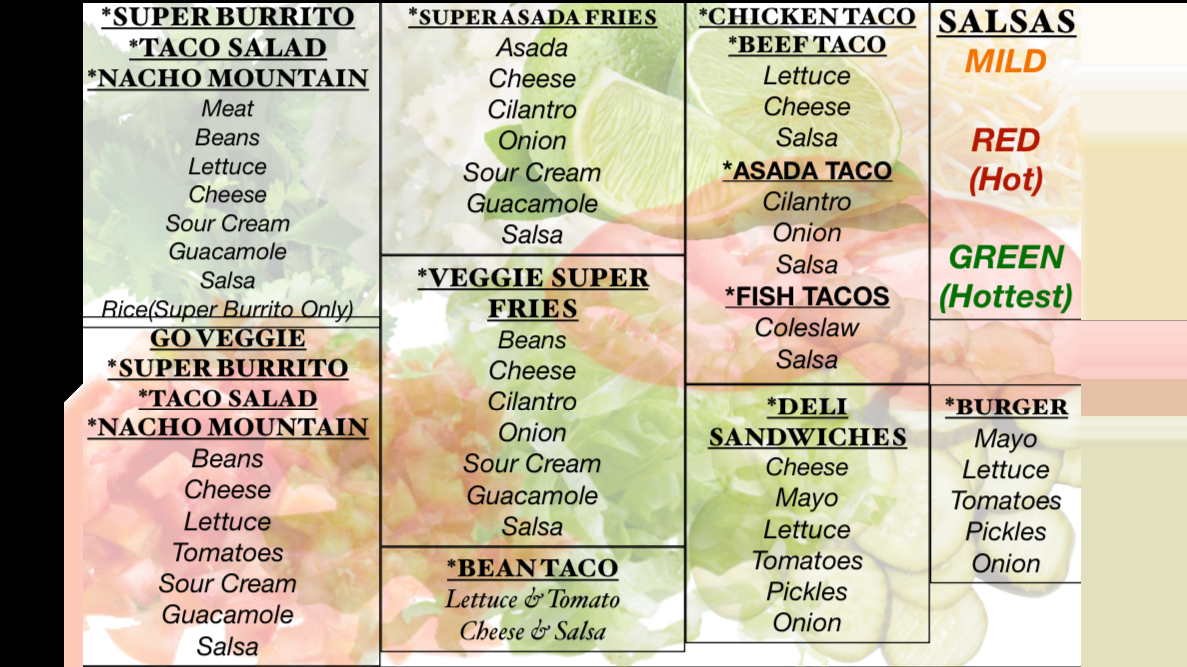 *SUPER BURRITO
*TACO SALAD
*NACHO MOUNTAIN
Meat
Beans
Lettuce
Cheese
Sour Cream
Guacamole
Salsa
Rice(Super Burrito Only)
GO VEGGIE
*SUPER BURRITO
*TACO SALAD
*NACHO MOUNTAIN
Beans
Cheese
Lettuce
Tomatoes
Sour Cream
Guacamole
Salsa
*SUPER ASADA FRIES
Asada
Cheese
Cilantro
Onion
Sour Cream
Guacamole
Salsa
*VEGGIE SUPER
FRIES
Beans
Cheese
Cilantro
Onion
Sour Cream
Guacamole
Salsa
*BEAN TACO
Lettuce & Tomato
Cheese & Salsa
*CHICKEN TACO
*BEEF TACO
Lettuce
Cheese
Salsa
*ASADA TACO
Cilantro
Onion
Salsa
*FISH TACOS
Coleslaw
Salsa
*DELI
SANDWICHES
Cheese
Mayo
Lettuce
Tomatoes
Pickles
Onion
SALSAS
MILD
RED
(Hot)
GREEN
(Hottest)
*BURGER
Mayo
Lettuce
Tomatoes
Pickles
Onion